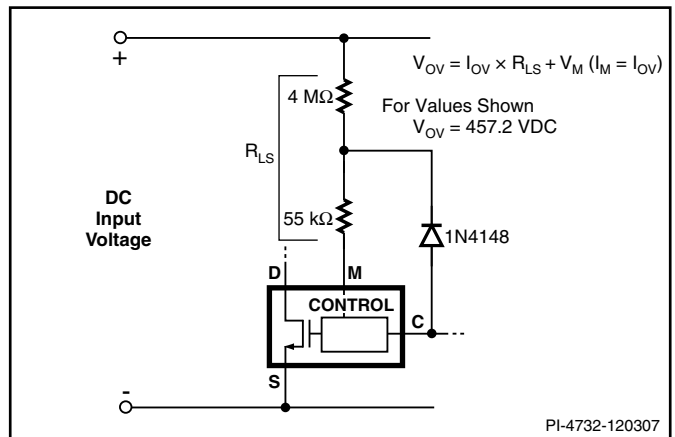 +
V_OV = I_OV × R_LS + V_M (I_M = I_OV)
4 MΩ
For Values Shown
V_OV = 457.2 VDC
R_LS
DC
Input
Voltage
55 kΩ
1N4148
D
M
CONTROL
C
S
-
PI-4732-120307